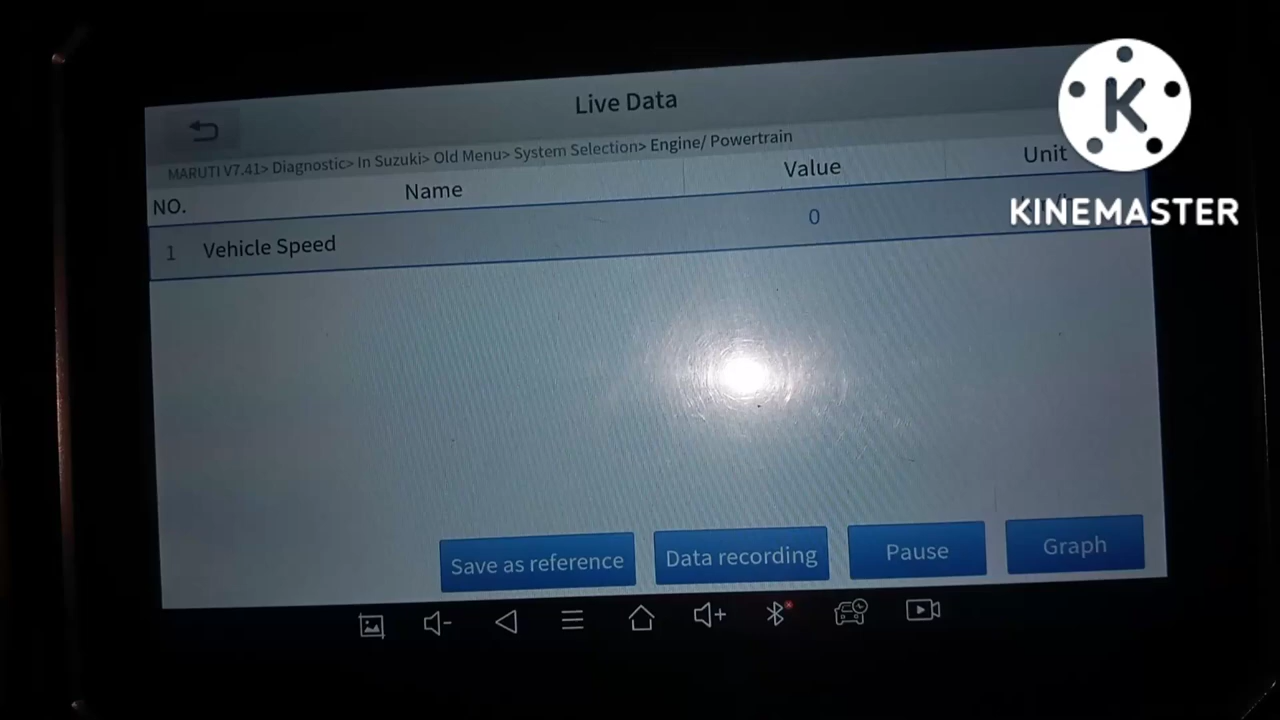 Live Data
MARUTI V7.41> Diagnostic> In Suzuki> Old Menu> System Selection> Engine/ Powertrain
NO. Name Value Unit
1 Vehicle Speed 0
Save as reference Data recording Pause Graph
K
KINEMASTER